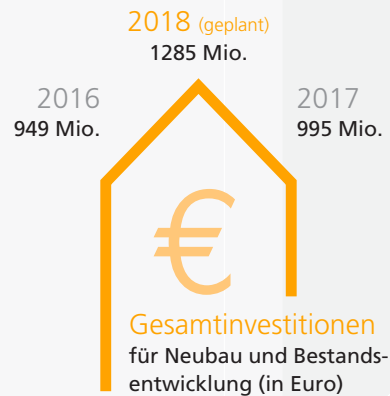 2018 (geplant)
1285 Mio.
2016
949 Mio.
2017
995 Mio.
€
Gesamtinvestitionen
für Neubau und Bestands-
entwicklung (in Euro)